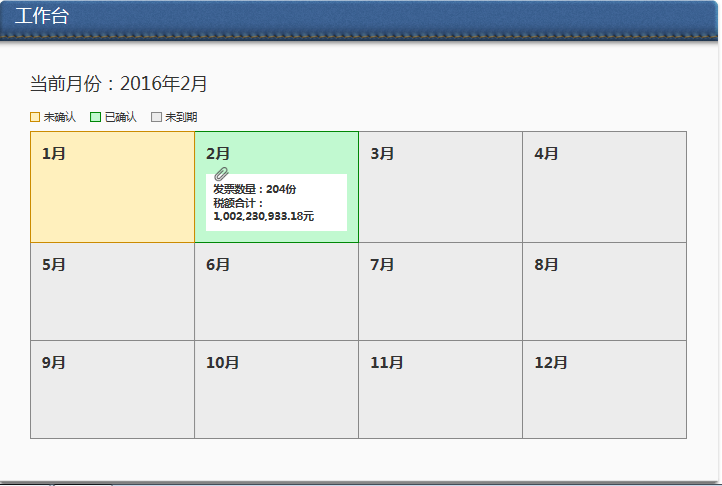 工作台
当前月份：2016年2月
未确认 已确认 未到期
1月 2月 3月 4月
发票数量：204份
税额合计：
1,002,230,933.18元
5月 6月 7月 8月
9月 10月 11月 12月